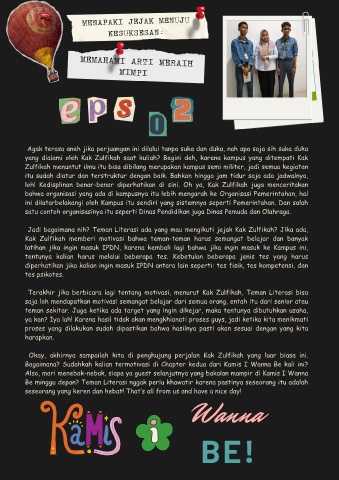 MENAPAKI JEJAK MENUJU
KESUKSESAN:
MEMAHAMI ARTI MERAIH
MIMPI
eps 02
Agak terasa aneh jika perjuangan ini dilalui tanpa suka dan duka, nah apa saja sih suka duka
yang dialami oleh Kak Zulfikah saat kuliah? Begini deh, karena kampus yang ditempati Kak
Zulfikah menuntut ilmu itu bisa dibilang merupakan kampus semi militer, jadi semua kegiatan
itu sudah diatur dan terstruktur dengan baik. Bahkan hingga jam tidur saja ada jadwalnya,
loh! Kedisplinan benar-benar diperhatikan di sini. Oh ya, Kak Zulfikah juga menceritakan
bahwa organisasi yang ada di kampusnya itu lebih mengarah ke Organisasi Pemerintahan, hal
ini dilatarbelakangi oleh Kampus itu sendiri yang sistemnya seperti Pemerintahan. Dan salah
satu contoh organisasinya itu seperti Dinas Pendidikan juga Dinas Pemuda dan Olahraga.
Jadi bagaimana nih? Teman Literasi ada yang mau mengikuti jejak Kak Zulfikah? Jika ada,
Kak Zulfikah memberi motivasi bahwa teman-teman harus semangat belajar dan banyak
latihan jika ingin masuk IPDN, karena kembali lagi bahwa jika ingin masuk ke Kampus ini,
tentunya kalian harus melalui beberapa tes. Kebetulan beberapa jenis tes yang harus
diperhatikan jika kalian ingin masuk IPDN antara lain seperti: tes fisik, tes kompetensi, dan
tes psikotes.
Terakhir jika berbicara lagi tentang motivasi, menurut Kak Zulfikah, Teman Literasi bisa
saja loh mendapatkan motivasi semangat belajar dari semua orang, entah itu dari senior atau
teman sekitar. Juga ketika ada target yang ingin dikejar, maka tentunya dibutuhkan usaha,
ya kan? Iya lah! Karena hasil tidak akan mengkhianati proses guys, jadi ketika kita menikmati
proses yang dilakukan sudah dipastikan bahwa hasilnya pasti akan sesuai dengan yang kita
harapkan.
Okay, akhirnya sampailah kita di penghujung perjalan Kak Zulfikah yang luar biasa ini.
Bagaimana? Sudahkah kalian termotivasi di Chapter kedua dari Kamis I Wanna Be kali ini?
Also, mari menebak-nebak, siapa ya guest selanjutnya yang bakalan mampir di Kamis I Wanna
Be minggu depan? Teman Literasi nggak perlu khawatir karena pastinya seseorang itu adalah
seseorang yang keren dan hebat! That's all from us and have a nice day!
KaMis i Wanna
BE!